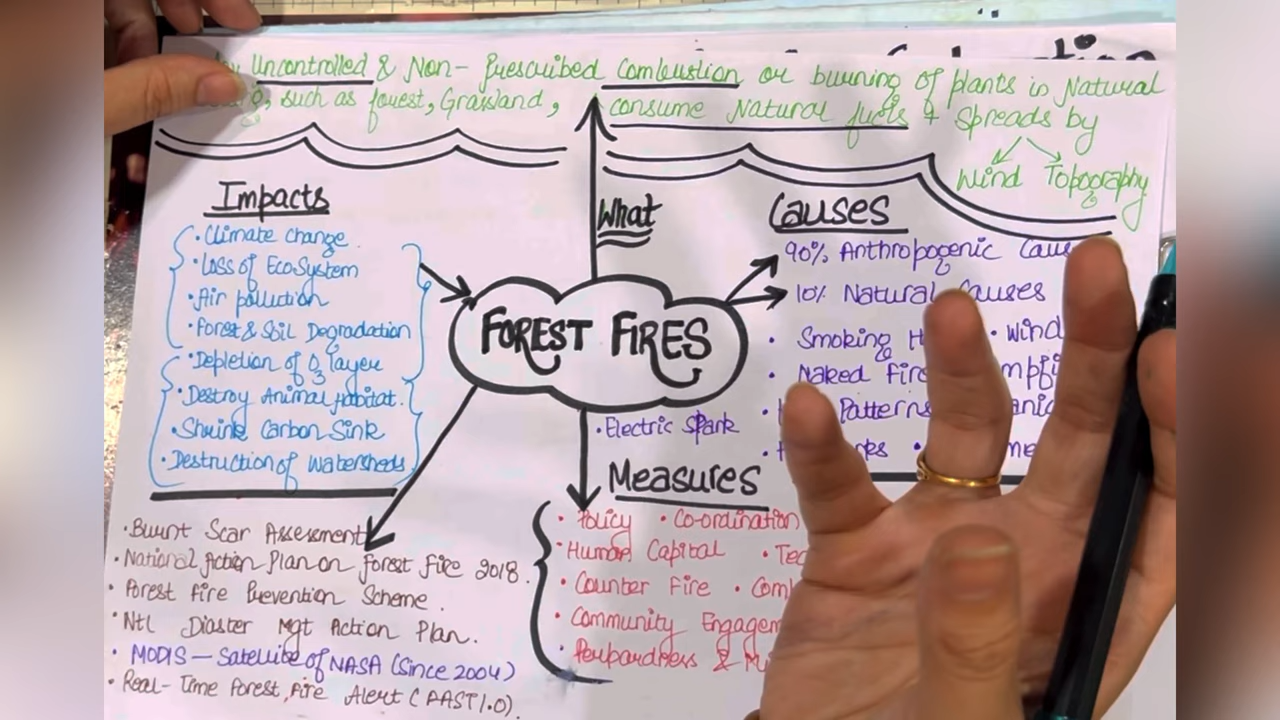 Uncontrolled & Non-Prescribed Combustion or burning of plants in Natural
such as forest, Grassland, consume Natural fuels + Spreads by
Wind Topography
Impacts
• Climate change
• Loss of EcoSystem
• Air pollution
• Forest & Soil Degradation
• Depletion of O3 layer
• Destroy Animal Habitat.
• Shrink Carbon Sink
• Destruction of Watersheds
What
FOREST FIRES
Causes
90% Anthropogenic
10% Natural Causes
• Smoking • Wind
• Naked
• Patterns
• Electric Spark
Measures
• Policy • Co-ordination
• Human Capital
• Counter Fire
• Community
• Perpardness &
• Burnt Scar Assessment
• National Action Plan on Forest Fire 2018.
• Forest Fire Prevention Scheme.
• Ntl Diaster Mgt Action Plan.
• MODIS – Satellite of NASA (Since 2004)
• Real-Time Forest Fire Alert (FAST1.0).